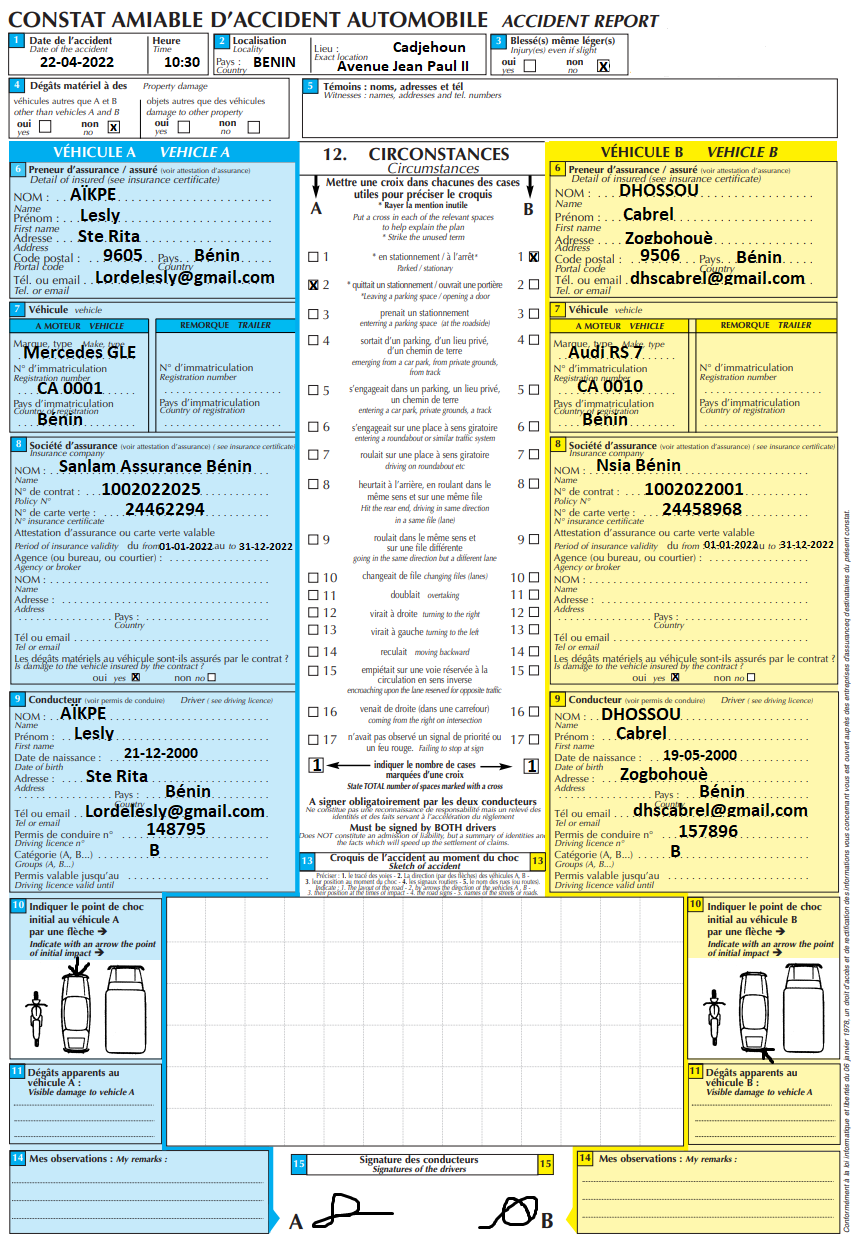 CONSTAT AMIABLE D'ACCIDENT AUTOMOBILE ACCIDENT REPORT
1 Date de l'accident Heure
Date of the accident Time
22-04-2022 10:30
2 Localisation Lieu : Cadjehoun
Locality Exact location
Pays : BENIN Avenue Jean Paul II
Country
3 Blessé(s) même léger(s)
Injury(es) even if slight
oui non
yes no X
4 Dégâts matériel à des Property damage
véhicules autres que A et B objets autres que des véhicules
other than vehicles A and B damage to other property
oui non X oui non
yes no yes no
5 Témoins : noms, adresses et tél
Witnesses : names, addresses and tel. numbers
VÉHICULE A VEHICLE A
6 Preneur d'assurance / assuré (voir attestation d'assurance)
Detail of insured (see insurance certificate)
NOM : AÏKPE
Name
Prénom : Lesly
First name
Adresse : Ste Rita
Address
Code postal : 9605 Pays. Bénin
Portal code Country
Tél. ou email : Lordelesly@gmail.com
Tel. or email
7 Véhicule vehicle
A MOTEUR VEHICLE REMORQUE TRAILER
Marque, type Make, type
Mercedes GLE
N° d'immatriculation N° d'immatriculation
Registration number Registration number
CA 0001
Pays d'immatriculation Pays d'immatriculation
Country of registration Country of registration
Bénin
8 Société d'assurance (voir attestation d'assurance) ( see insurance certificate)
Insurance company
NOM : Sanlam Assurance Bénin
Name
N° de contrat : 1002022025
Policy N°
N° de carte verte : 24462294
N° insurance certificate
Attestation d'assurance ou carte verte valable
Period of insurance validity du from 01-01-2022 au to 31-12-2022
Agence (ou bureau, ou courtier) :
Agency or broker
NOM :
Name
Adresse :
Address
Pays :
Country
Tél ou email
Tel or email
Les dégâts matériels au véhicule sont-ils assurés par le contrat ?
Is damage to the vehicle insured by the contract ?
oui yes X non no
9 Conducteur (voir permis de conduire) Driver ( see driving licence)
NOM : AÏKPE
Name
Prénom : Lesly
First name
Date de naissance : 21-12-2000
Date of birth
Adresse : Ste Rita
Address
Pays : Bénin
Country
Tél ou email Lordelesly@gmail.com
Tel or email
Permis de conduire n° 148795
Driving licence n°
Catégorie (A, B...) B
Groups (A, B...)
Permis valable jusqu'au
Driving licence valid until
10 Indiquer le point de choc
initial au véhicule A
par une flèche ➔
Indicate with an arrow the point
of initial impact ➔
11 Dégâts apparents au
véhicule A :
Visible damage to vehicle A
14 Mes observations : My remarks :
12. CIRCONSTANCES
Circumstances
Mettre une croix dans chacunes des cases
A utiles pour préciser le croquis B
* Rayer la mention inutile
Put a cross in each of the relevant spaces
to help explain the plan
* Strike the unused term
1 * en stationnement / à l'arrêt* 1 X
Parked / stationary
X 2 * quittait un stationnement / ouvrait une portière 2
*Leaving a parking space / opening a door
3 prenait un stationnement 3
enterring a parking space (at the roadside)
4 sortait d'un parking, d'un lieu privé, 4
d'un chemin de terre
emerging from a car park, from private grounds,
from track
5 s'engageait dans un parking, un lieu privé, 5
un chemin de terre
entering a car park, private grounds, a track
6 s'engageait sur une place à sens giratoire 6
entering a roundabout or similar traffic system
7 roulait sur une place à sens giratoire 7
driving on roundabout etc
8 heurtait à l'arrière, en roulant dans le 8
même sens et sur une même file
Hit the rear end, driving in same direction
in a same file (lane)
9 roulait dans le même sens et 9
sur une file différente
going in the same direction but a different lane
10 changeait de file changing files (lanes) 10
11 doublait overtaking 11
12 virait à droite turning to the right 12
13 virait à gauche turning to the left 13
14 reculait moving backward 14
15 empiétait sur une voie réservée à la 15
circulation en sens inverse
encroaching upon the lane reserved for opposite traffic
16 venait de droite (dans une carrefour) 16
coming from the right on intersection
17 n'avait pas observé un signal de priorité ou 17
un feu rouge. Failing to stop at sign
1 indiquer le nombre de cases 1
marquées d'une croix
State TOTAL number of spaces marked with a cross
A signer obligatoirement par les deux conducteurs
Ne constitue pas une reconnaissance de responsabilité mais un relevé des
identités et des faits servant à l'accélération du règlement
Must be signed by BOTH drivers
Does NOT constitute an admission of liability, but a summary of identities and
the facts which will speed up the settlement of claims.
13 Croquis de l'accident au moment du choc 13
Sketch of accident
Préciser : 1. le tracé des voies - 2. La direction (par des flèches) des véhicules A, B -
3. leur position au moment du choc - 4. les signaux routiers - 5. le nom des rues (ou routes).
Indicate : 1. the layout of the road - 2. by arrows the direction of the vehicles A , B -
3. their position at the times of impact - 4. the road signs - 5. names of the streets or roads.
15 Signature des conducteurs 15
Signatures of the drivers
A B
VÉHICULE B VEHICLE B
6 Preneur d'assurance / assuré (voir attestation d'assurance)
Detail of insured (see insurance certificate)
NOM : DHOSSOU
Name
Prénom : Cabrel
First name
Adresse : Zogbohouè
Address
Code postal : 9506 Pays. Bénin
Portal code Country
Tél. ou email : dhscabrel@gmail.com
Tel. or email
7 Véhicule vehicle
A MOTEUR VEHICLE REMORQUE TRAILER
Marque, type Make, type
Audi RS 7
N° d'immatriculation N° d'immatriculation
Registration number Registration number
CA 0010
Pays d'immatriculation Pays d'immatriculation
Country of registration Country of registration
Bénin
8 Société d'assurance (voir attestation d'assurance) ( see insurance certificate)
Insurance company
NOM : Nsia Bénin
Name
N° de contrat : 1002022001
Policy N°
N° de carte verte : 24458968
N° insurance certificate
Attestation d'assurance ou carte verte valable
Period of insurance validity du from : 01-01-2022 au to : 31-12-2022
Agence (ou bureau, ou courtier) :
Agency or broker
NOM :
Name
Adresse :
Address
Pays :
Country
Tél ou email
Tel or email
Les dégâts matériels au véhicule sont-ils assurés par le contrat ?
Is damage to the vehicle insured by the contract ?
oui yes X non no
9 Conducteur (voir permis de conduire) Driver ( see driving licence)
NOM : DHOSSOU
Name
Prénom : Cabrel
First name
Date de naissance : 19-05-2000
Date of birth
Adresse : Zogbohouè
Address
Pays : Bénin
Country
Tél ou email dhscabrel@gmail.com
Tel or email
Permis de conduire n° 157896
Driving licence n°
Catégorie (A, B...) B
Groups (A, B...)
Permis valable jusqu'au
Driving licence valid until
10 Indiquer le point de choc
initial au véhicule B
par une flèche ➔
Indicate with an arrow the point
of initial impact ➔
11 Dégâts apparents au
véhicule B :
Visible damage to vehicle B
14 Mes observations : My remarks :
Conformément à la loi informatique et libertés du 06 janvier 1978, un droit d'accès et de rectification des informations vous concernant vous est ouvert auprès des entreprises d'assurances destinataires du présent constat.